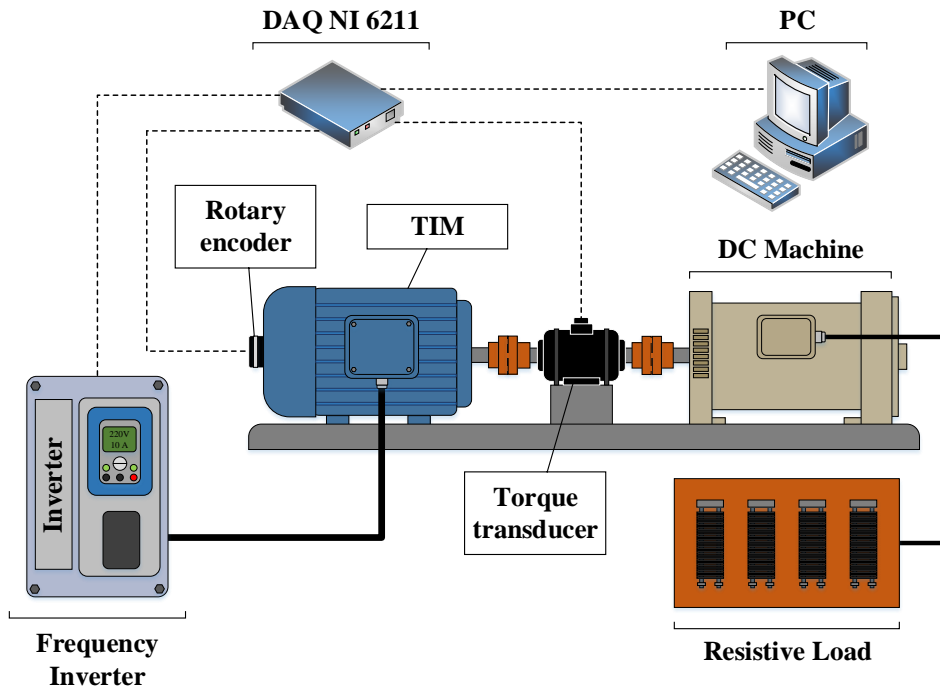 DAQ NI 6211
PC
Rotary
encoder
TIM
DC Machine
220V
10 A
Inverter
Torque
transducer
Frequency
Inverter
Resistive Load